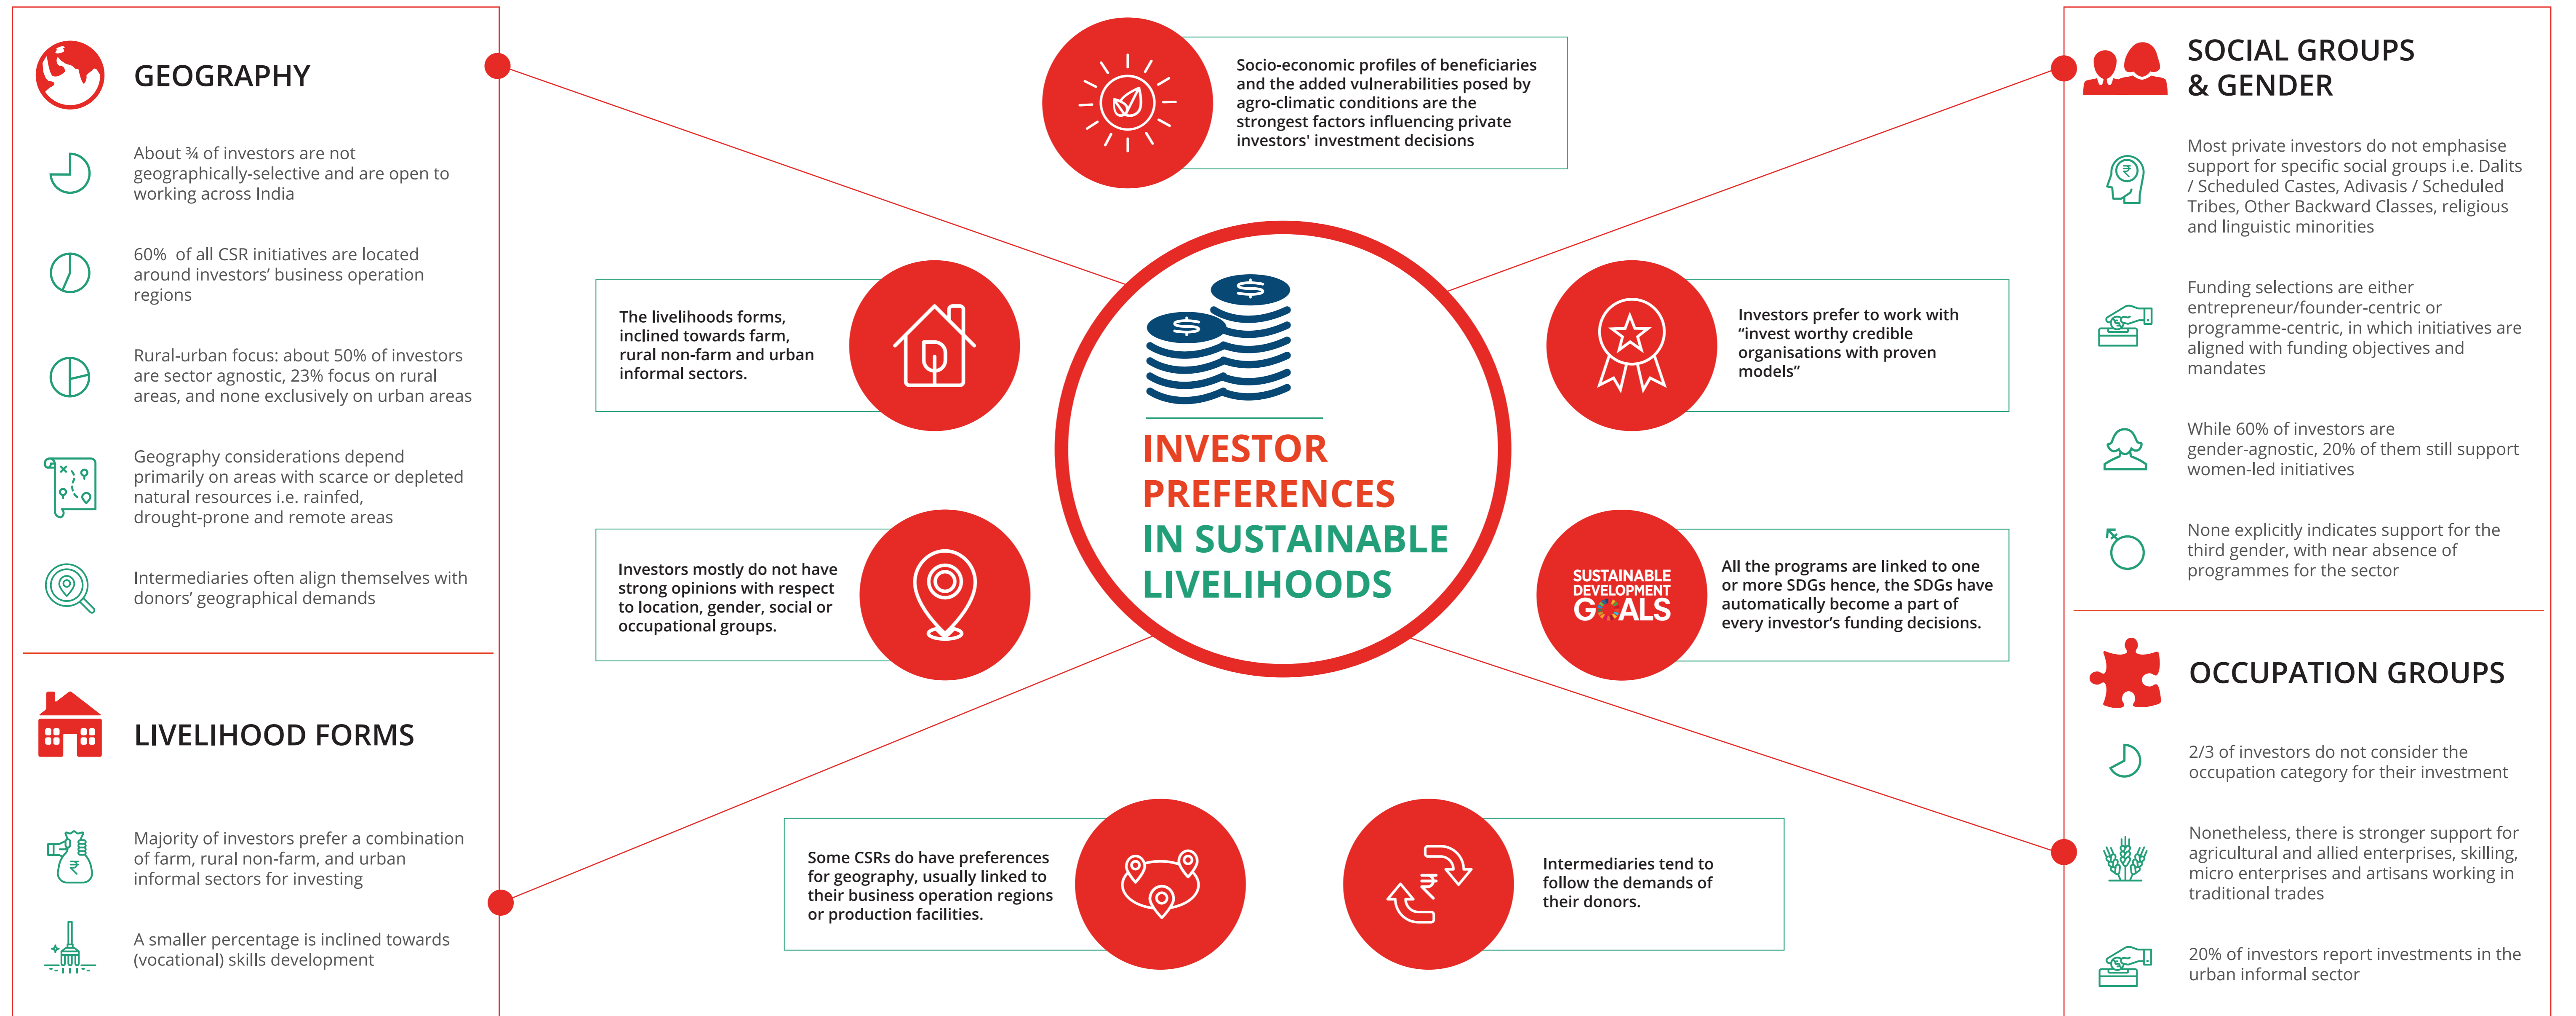 GEOGRAPHY
About ¾ of investors are not
geographically-selective and are open to
working across India
60%  of all CSR initiatives are located
around investors’ business operation
regions
Rural-urban focus: about 50% of investors
are sector agnostic, 23% focus on rural
areas, and none exclusively on urban areas
Geography considerations depend
primarily on areas with scarce or depleted
natural resources i.e. rainfed,
drought-prone and remote areas
Intermediaries often align themselves with
donors’ geographical demands
LIVELIHOOD FORMS
₹
Majority of investors prefer a combination
of farm, rural non-farm, and urban
informal sectors for investing
A smaller percentage is inclined towards
(vocational) skills development
Socio-economic profiles of beneficiaries
and the added vulnerabilities posed by
agro-climatic conditions are the
strongest factors influencing private
investors' investment decisions
The livelihoods forms,
inclined towards farm,
rural non-farm and urban
informal sectors.
Investors mostly do not have
strong opinions with respect
to location, gender, social or
occupational groups.
$
$
INVESTOR
PREFERENCES
IN SUSTAINABLE
LIVELIHOODS
Investors prefer to work with
“invest worthy credible
organisations with proven
models”
SUSTAINABLE
DEVELOPMENT
GOALS
All the programs are linked to one
or more SDGs hence, the SDGs have
automatically become a part of
every investor’s funding decisions.
Some CSRs do have preferences
for geography, usually linked to
their business operation regions
or production facilities.
₹
Intermediaries tend to
follow the demands of
their donors.
SOCIAL GROUPS
& GENDER
₹
Most private investors do not emphasise
support for specific social groups i.e. Dalits
/ Scheduled Castes, Adivasis / Scheduled
Tribes, Other Backward Classes, religious
and linguistic minorities
Funding selections are either
entrepreneur/founder-centric or
programme-centric, in which initiatives are
aligned with funding objectives and
mandates
While 60% of investors are
gender-agnostic, 20% of them still support
women-led initiatives
None explicitly indicates support for the
third gender, with near absence of
programmes for the sector
OCCUPATION GROUPS
2/3 of investors do not consider the
occupation category for their investment
Nonetheless, there is stronger support for
agricultural and allied enterprises, skilling,
micro enterprises and artisans working in
traditional trades
20% of investors report investments in the
urban informal sector